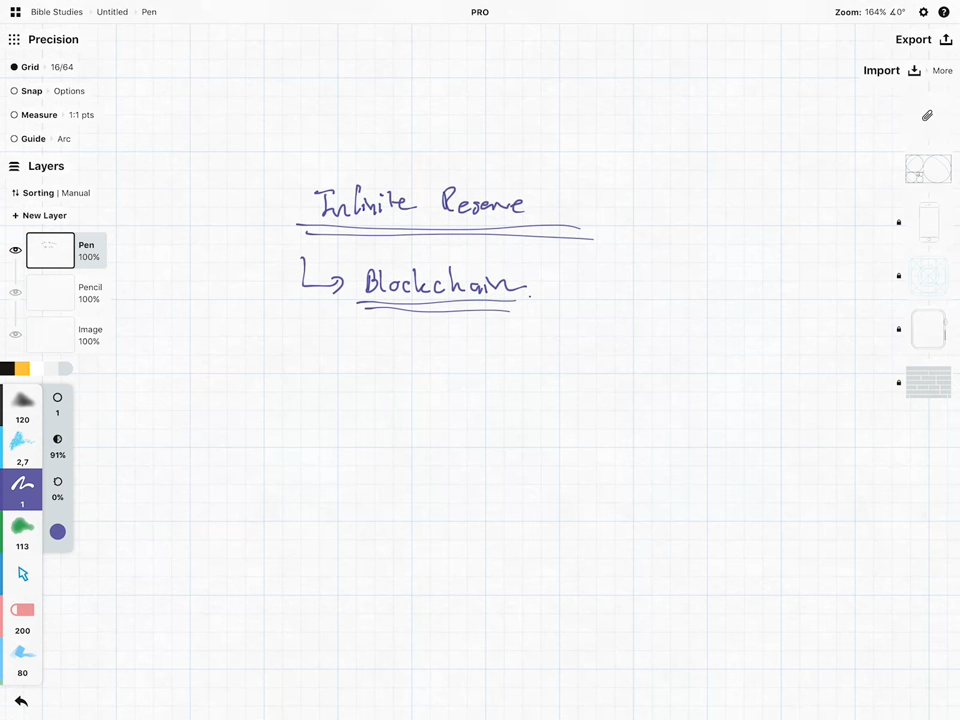 Bible Studies › Untitled › Pen
PRO
Zoom: 164% ∡0°
Precision
Export
Grid › 16/64
Import
More
Snap › Options
Measure › 1:1 pts
Guide › Arc
Layers
Sorting | Manual
+ New Layer
Pen
100%
Pencil
100%
Image
100%
Infinite Reserve
↳ Blockchain.
120
1
2,7
91%
1
0%
113
200
80